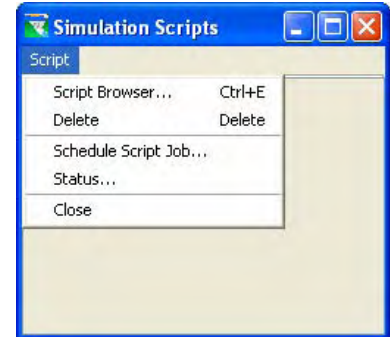 Simulation Scripts
Script
Script Browser... Ctrl+E
Delete Delete
Schedule Script Job...
Status...
Close